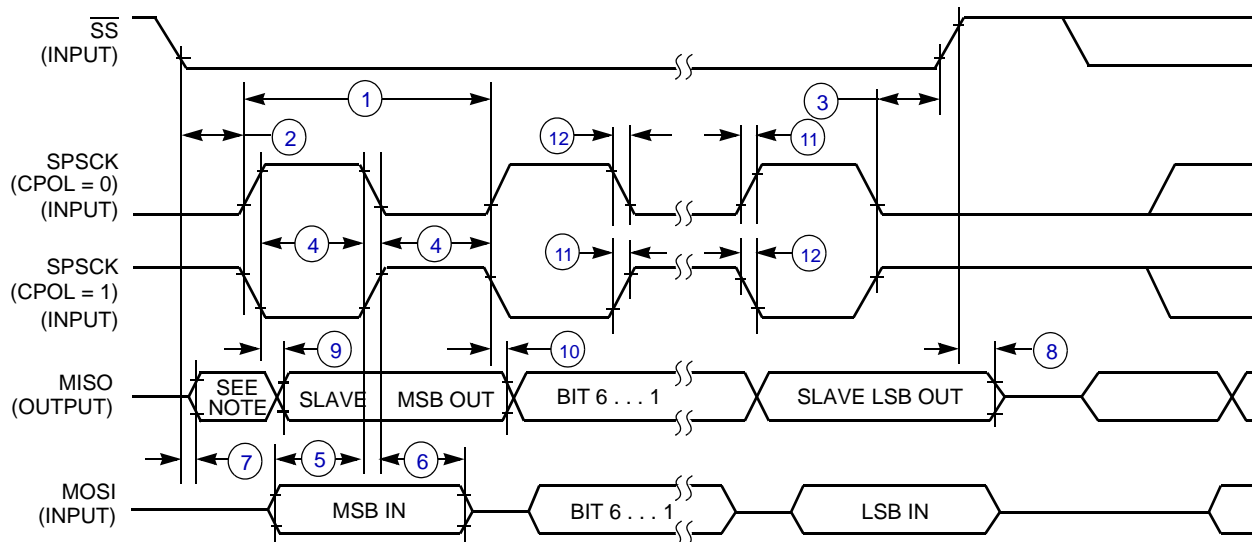 SS
(INPUT)
1
3
2
12
11
SPSCK
(CPOL = 0)
(INPUT)
4
4
11
12
SPSCK
(CPOL = 1)
(INPUT)
9
10
8
MISO
(OUTPUT)
SEE
NOTE
SLAVE
MSB OUT
BIT 6 . . . 1
SLAVE LSB OUT
7
5
6
MOSI
(INPUT)
MSB IN
BIT 6 . . . 1
LSB IN